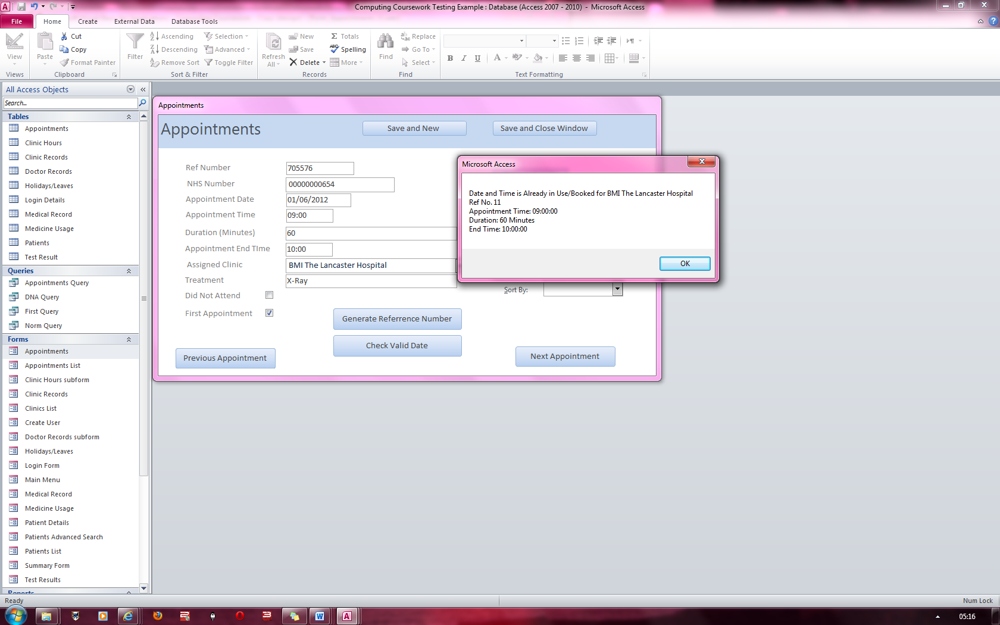 Computing Coursework Testing Example : Database (Access 2007 - 2010) - Microsoft Access
File Home Create External Data Database Tools
View
Views
Paste
Cut
Copy
Format Painter
Clipboard
Filter
Ascending
Descending
Remove Sort
Selection
Advanced
Toggle Filter
Sort & Filter
Refresh All
New
Save
Delete
Totals
Spelling
More
Records
Find
Replace
Go To
Select
Find
B I U A ab
Text Formatting
All Access Objects
Search...
Tables
Appointments
Clinic Hours
Clinic Records
Doctor Records
Holidays/Leaves
Login Details
Medical Record
Medicine Usage
Patients
Test Result
Queries
Appointments Query
DNA Query
First Query
Norm Query
Forms
Appointments
Appointments List
Clinic Hours subform
Clinic Records
Clinics List
Create User
Doctor Records subform
Holidays/Leaves
Login Form
Main Menu
Medical Record
Medicine Usage
Patient Details
Patients Advanced Search
Patients List
Summary Form
Test Results
Reports
Appointments
Appointments
Save and New
Save and Close Window
Ref Number 705576
NHS Number 00000000654
Appointment Date 01/06/2012
Appointment Time 09:00
Duration (Minutes) 60
Appointment End TIme 10:00
Assigned Clinic BMI The Lancaster Hospital
Treatment X-Ray
Did Not Attend
First Appointment
Sort By:
Generate Referrence Number
Check Valid Date
Previous Appointment
Next Appointment
Microsoft Access
Date and Time is Already in Use/Booked for BMI The Lancaster Hospital
Ref No. 11
Appointment Time: 09:00:00
Duration: 60 Minutes
End Time: 10:00:00
OK
Ready
Num Lock
05:16